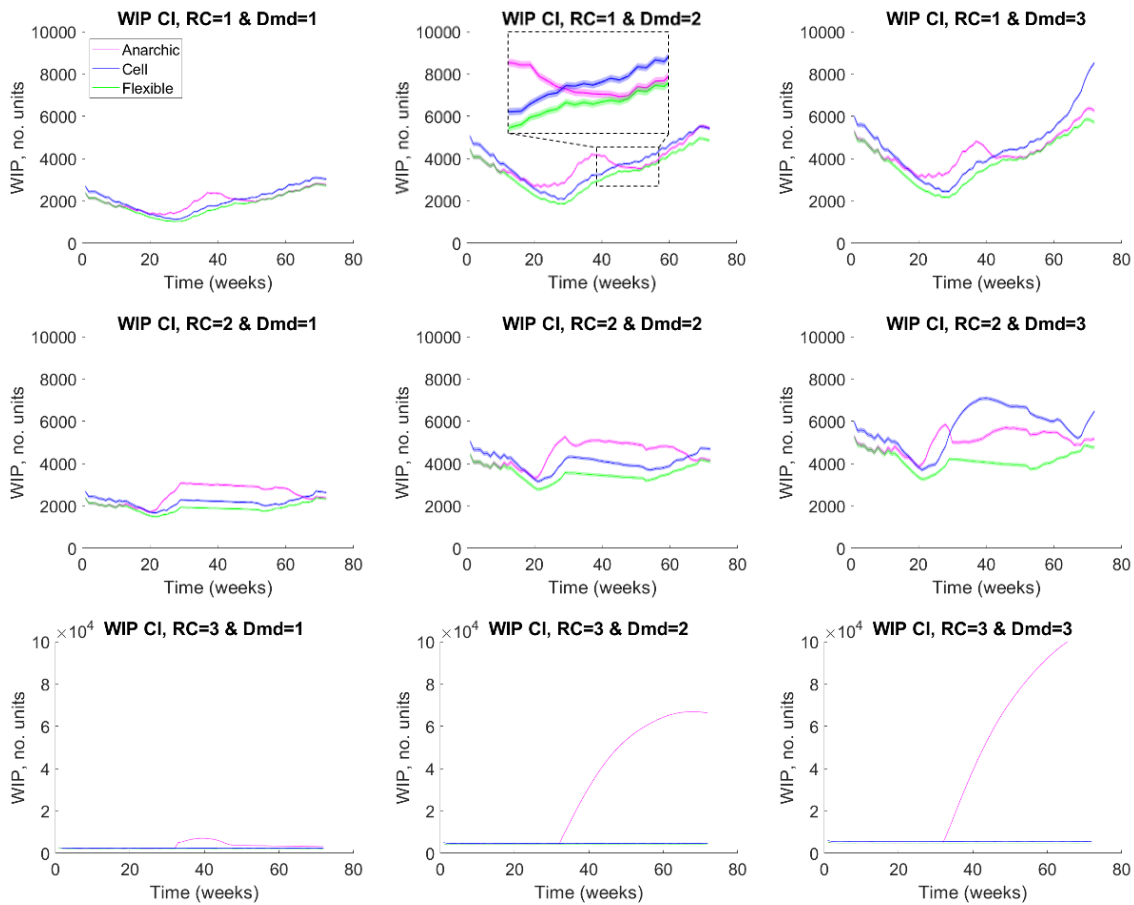 WIP CI, RC=1 & Dmd=1
10000
8000
6000
4000
2000
0
WIP, no. units
Anarchic
Cell
Flexible
0 20 40 60 80
Time (weeks)
WIP CI, RC=1 & Dmd=2
10000
8000
6000
4000
2000
0
WIP, no. units
0 20 40 60 80
Time (weeks)
WIP CI, RC=1 & Dmd=3
10000
8000
6000
4000
2000
0
WIP, no. units
0 20 40 60 80
Time (weeks)
WIP CI, RC=2 & Dmd=1
10000
8000
6000
4000
2000
0
WIP, no. units
0 20 40 60 80
Time (weeks)
WIP CI, RC=2 & Dmd=2
10000
8000
6000
4000
2000
0
WIP, no. units
0 20 40 60 80
Time (weeks)
WIP CI, RC=2 & Dmd=3
10000
8000
6000
4000
2000
0
WIP, no. units
0 20 40 60 80
Time (weeks)
WIP CI, RC=3 & Dmd=1
×10⁴
10
8
6
4
2
0
WIP, no. units
0 20 40 60 80
Time (weeks)
WIP CI, RC=3 & Dmd=2
×10⁴
10
8
6
4
2
0
WIP, no. units
0 20 40 60 80
Time (weeks)
WIP CI, RC=3 & Dmd=3
×10⁴
10
8
6
4
2
0
WIP, no. units
0 20 40 60 80
Time (weeks)